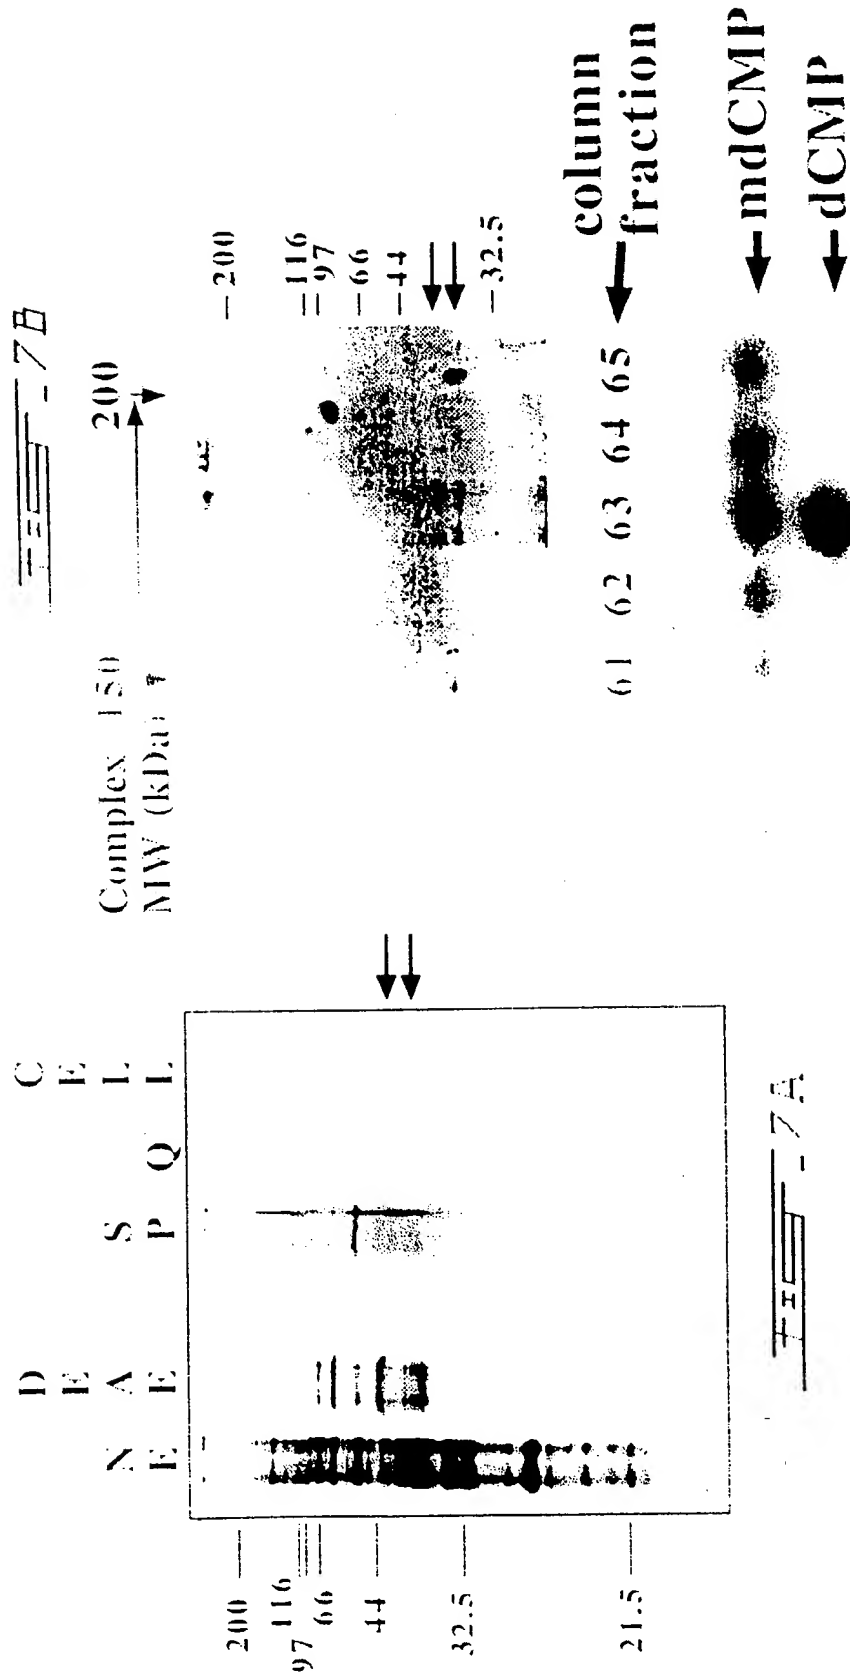 FIG_7A
D
E
N A S C
E E P Q E
L
L
200
116
97
66
44
32.5
21.5
FIG_7B
Complex 150 200
MW (kDa):
200
116
97
66
44
32.5
61 62 63 64 65
column
fraction
mdCMP
dCMP